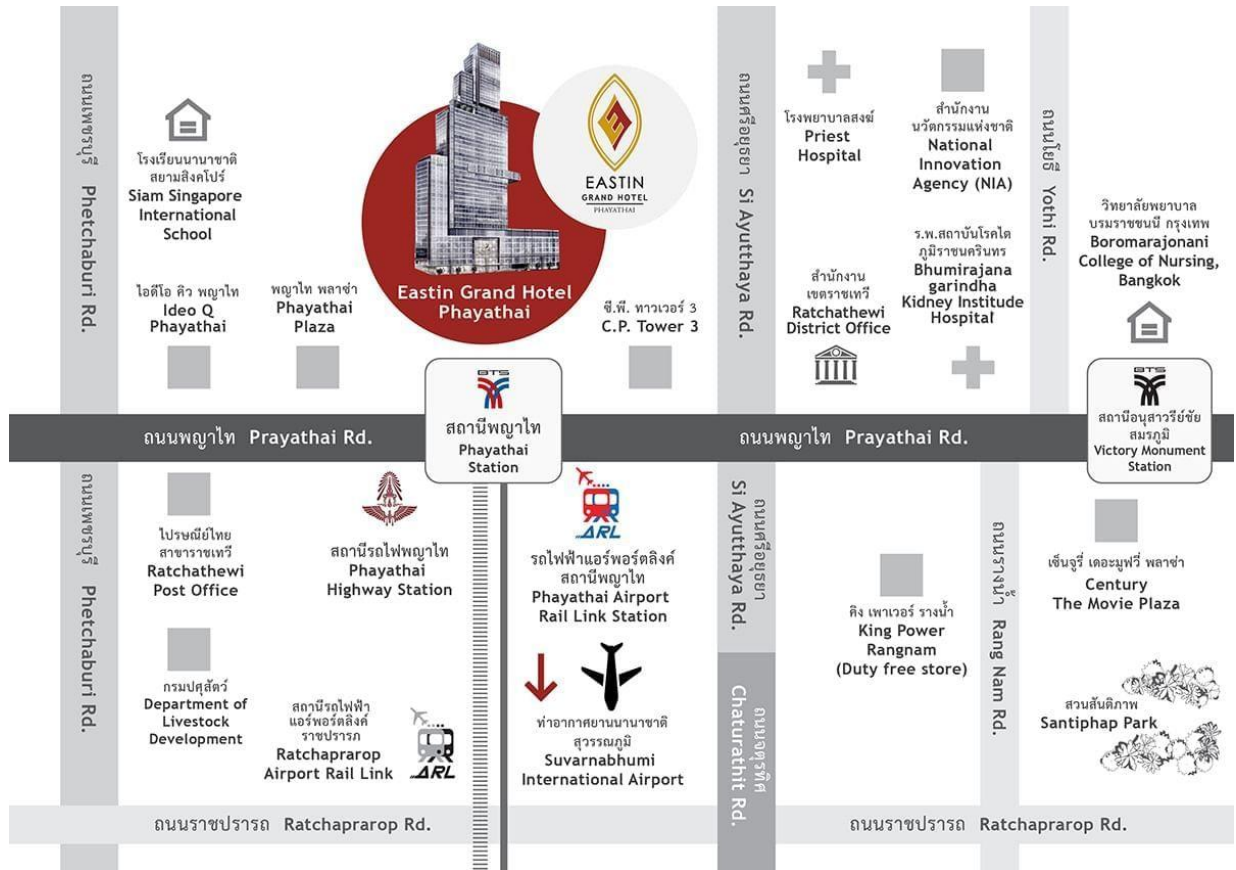 ถนนเพชรบุรี Phetchaburi Rd.
โรงเรียนนานาชาติ
สยามสิงคโปร์
Siam Singapore
International
School
ไอดีโอ คิว พญาไท
Ideo Q
Phayathai
พญาไท พลาซ่า
Phayathai
Plaza
EASTIN
GRAND HOTEL
PHAYATHAI
Eastin Grand Hotel
Phayathai
ซี.พี. ทาวเวอร์ 3
C.P. Tower 3
ถนนศรีอยุธยา Si Ayutthaya Rd.
โรงพยาบาลสงฆ์
Priest
Hospital
สำนักงาน
นวัตกรรมแห่งชาติ
National
Innovation
Agency (NIA)
สำนักงาน
เขตราชเทวี
Ratchathewi
District Office
ร.พ.สถาบันโรคไต
ภูมิราชนครินทร
Bhumirajana
garindha
Kidney Institude
Hospital
ถนนโยธี Yothi Rd.
วิทยาลัยพยาบาล
บรมราชชนนี กรุงเทพ
Boromarajonani
College of Nursing,
Bangkok
ถนนพญาไท Prayathai Rd.
BTS
สถานีพญาไท
Phayathai
Station
ถนนพญาไท Prayathai Rd.
BTS
สถานีอนุสาวรีย์ชัย
สมรภูมิ
Victory Monument
Station
ถนนเพชรบุรี Phetchaburi Rd.
ไปรษณีย์ไทย
สาขาราชเทวี
Ratchathewi
Post Office
สถานีรถไฟพญาไท
Phayathai
Highway Station
ARL
รถไฟฟ้าแอร์พอร์ตลิงค์
สถานีพญาไท
Phayathai Airport
Rail Link Station
ถนนศรีอยุธยา Si Ayutthaya Rd.
คิง เพาเวอร์ รางน้ำ
King Power
Rangnam
(Duty free store)
ถนนรางน้ำ Rang Nam Rd.
เซ็นจูรี่ เดอะมูฟวี่ พลาซ่า
Century
The Movie Plaza
กรมปศุสัตว์
Department of
Livestock
Development
สถานีรถไฟฟ้า
แอร์พอร์ตลิงค์
ราชปรารภ
Ratchaprarop
Airport Rail Link
ARL
ท่าอากาศยานนานาชาติ
สุวรรณภูมิ
Suvarnabhumi
International Airport
ถนนจตุรทิศ Chaturathit Rd.
สวนสันติภาพ
Santiphap Park
ถนนราชปรารถ Ratchaprarop Rd.
ถนนราชปรารถ Ratchaprarop Rd.